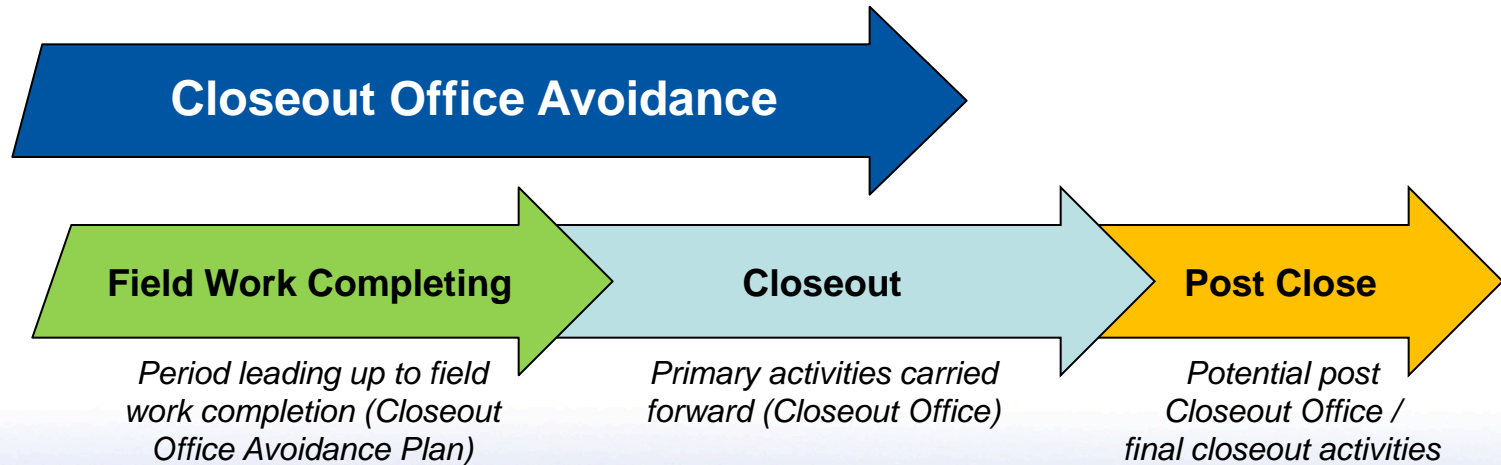 Closeout Office Avoidance
Field Work Completing
Closeout
Post Close
Period leading up to field
work completion (Closeout
Office Avoidance Plan)
Primary activities carried
forward (Closeout Office)
Potential post
Closeout Office /
final closeout activities